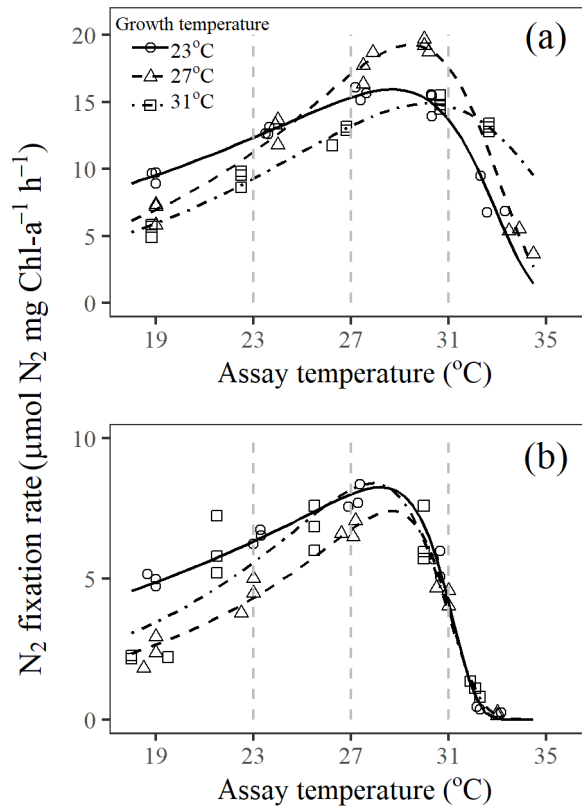 Growth temperature
23°C
27°C
31°C
(a)
20
15
10
5
0
19
23
27
31
35
Assay temperature (°C)
N₂ fixation rate (μmol N₂ mg Chl-a⁻¹ h⁻¹)
(b)
10
5
0
19
23
27
31
35
Assay temperature (°C)